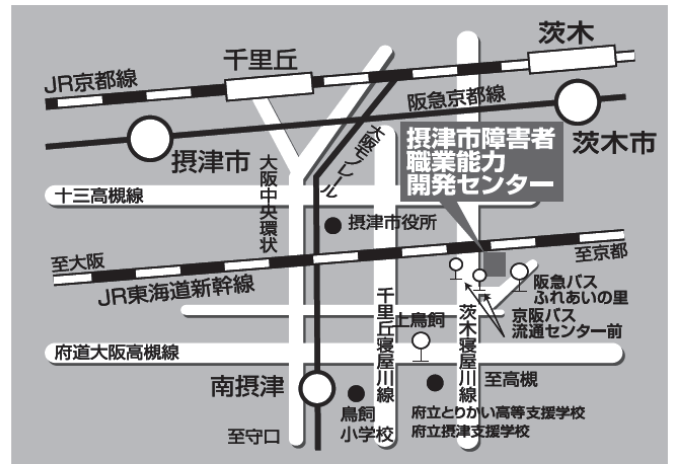 茨木
千里丘
JR京都線
阪急京都線
摂津市
茨木市
大阪モノレール
摂津市障害者
職業能力
開発センター
大阪中央環状
十三高槻線
摂津市役所
至大阪
至京都
JR東海道新幹線
阪急バス
ふれあいの里
京阪バス
流通センター前
千里丘寝屋川線
茨木寝屋川線
上鳥飼
府道大阪高槻線
南摂津
至高槻
鳥飼
小学校
府立とりかい高等支援学校
府立摂津支援学校
至守口